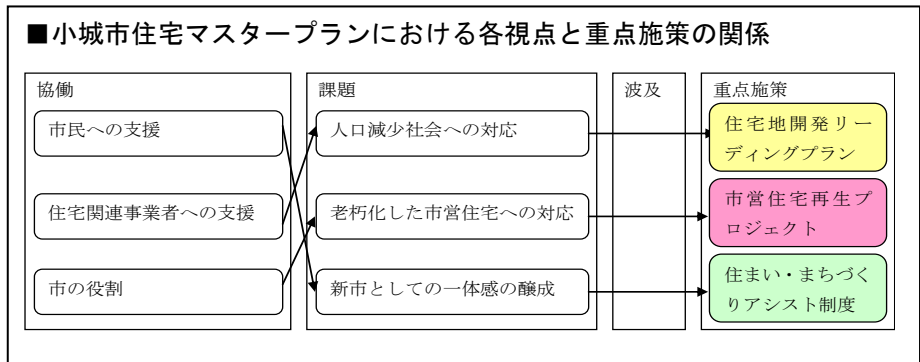 ■小城市住宅マスタープランにおける各視点と重点施策の関係
協働
市民への支援
住宅関連事業者への支援
市の役割
課題
人口減少社会への対応
老朽化した市営住宅への対応
新市としての一体感の醸成
波及
重点施策
住宅地開発リー
ディングプラン
市営住宅再生プ
ロジェクト
住まい・まちづく
りアシスト制度